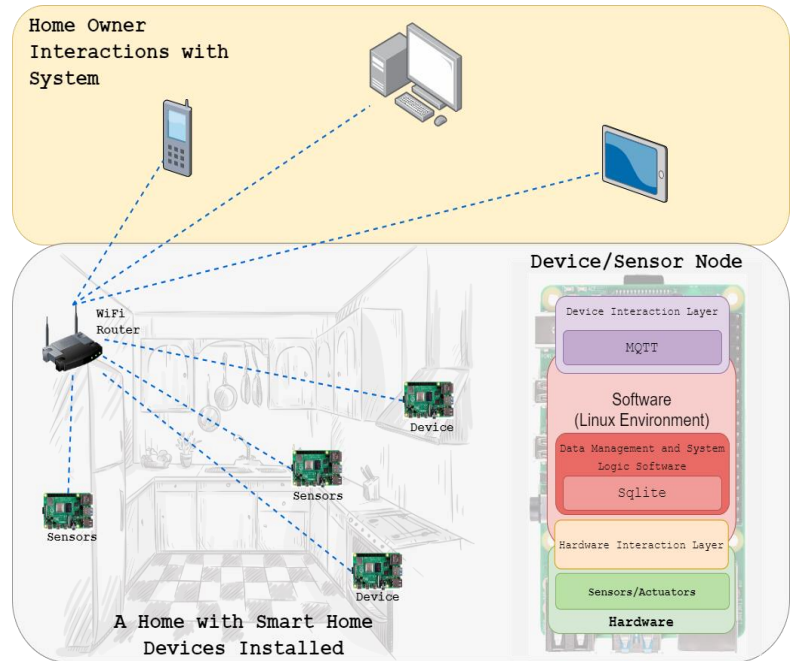 Home Owner
Interactions with
System
WiFi
Router
Device
Sensors
Sensors
Device
A Home with Smart Home
Devices Installed
Device/Sensor Node
Device Interaction Layer
MQTT
Software
(Linux Environment)
Data Management and System
Logic Software
Sqlite
Hardware Interaction Layer
Sensors/Actuators
Hardware